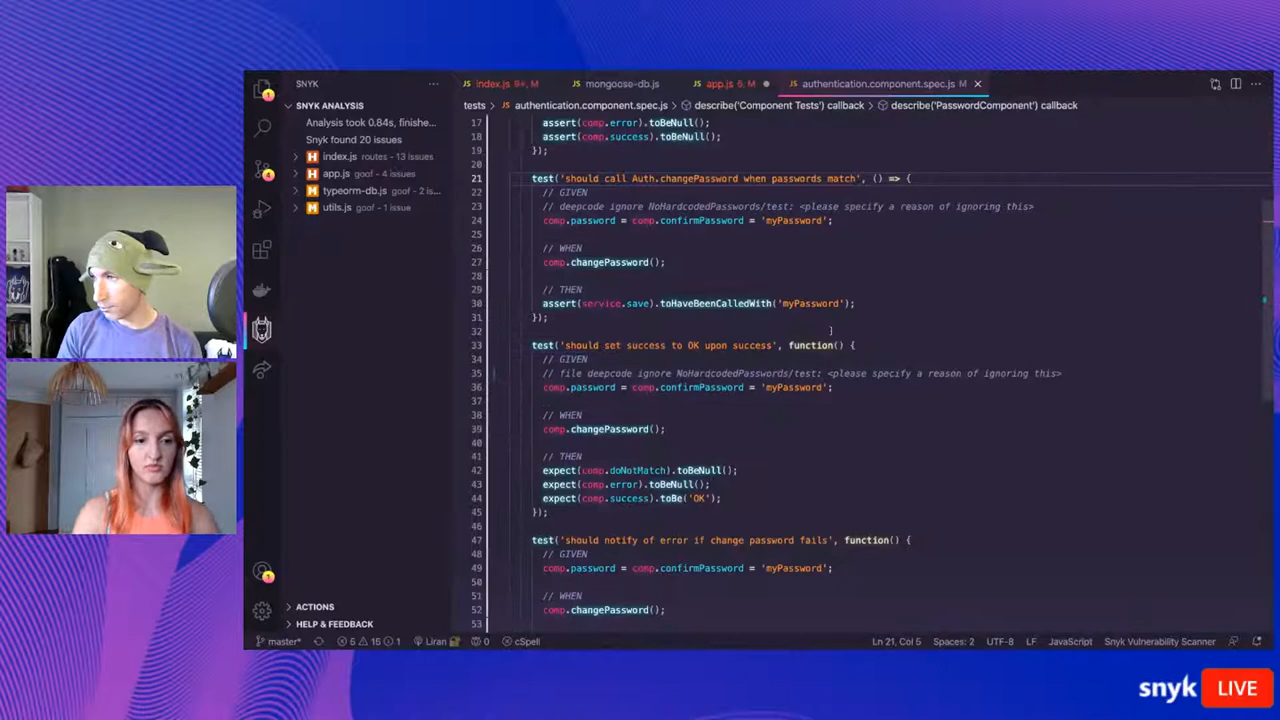 SNYK
SNYK ANALYSIS
Analysis took 0.84s, finishe...
Snyk found 20 issues
H index.js routes - 13 issues
H app.js goof - 4 issues
M typeorm-db.js goof - 2 is...
M utils.js goof - 1 issue
ACTIONS
HELP & FEEDBACK
JS index.js 9+, M
JS mongoose-db.js
JS app.js 6, M
JS authentication.component.spec.js M
tests > JS authentication.component.spec.js > describe('Component Tests') callback > describe('PasswordComponent') callback
17 assert(comp.error).toBeNull();
18 assert(comp.success).toBeNull();
19 });
20
21 test('should call Auth.changePassword when passwords match', () => {
22 // GIVEN
23 // deepcode ignore NoHardcodedPasswords/test: <please specify a reason of ignoring this>
24 comp.password = comp.confirmPassword = 'myPassword';
25
26 // WHEN
27 comp.changePassword();
28
29 // THEN
30 assert(service.save).toHaveBeenCalledWith('myPassword');
31 });
32
33 test('should set success to OK upon success', function() {
34 // GIVEN
35 // file deepcode ignore NoHardcodedPasswords/test: <please specify a reason of ignoring this>
36 comp.password = comp.confirmPassword = 'myPassword';
37
38 // WHEN
39 comp.changePassword();
40
41 // THEN
42 expect(comp.doNotMatch).toBeNull();
43 expect(comp.error).toBeNull();
44 expect(comp.success).toBe('OK');
45 });
46
47 test('should notify of error if change password fails', function() {
48 // GIVEN
49 comp.password = comp.confirmPassword = 'myPassword';
50
51 // WHEN
52 comp.changePassword();
53
master* 5 15 1 Liran 0 cSpell Ln 21, Col 5 Spaces: 2 UTF-8 LF JavaScript Snyk Vulnerability Scanner
snyk LIVE